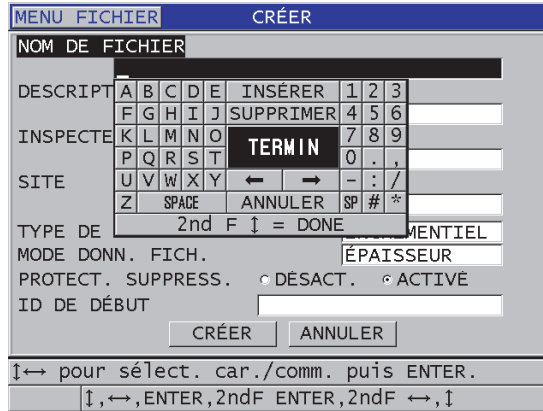 MENU FICHIER CRÉER
NOM DE FICHIER
DESCRIPT
A B C D E INSÉRER 1 2 3
F G H I J SUPPRIMER 4 5 6
INSPECTE
K L M N O TERMIN 7 8 9
P Q R S T 0 . ,
SITE
U V W X Y ← → - : /
Z SPACE ANNULER SP # *
2nd F ↕ = DONE
TYPE DE MENTIEL
MODE DONN. FICH. ÉPAISSEUR
PROTECT. SUPPRESS. DÉSACT. ACTIVÉ
ID DE DÉBUT
CRÉER ANNULER
↕↔ pour sélect. car./comm. puis ENTER.
↕,↔,ENTER,2ndF ENTER,2ndF ↔,↕